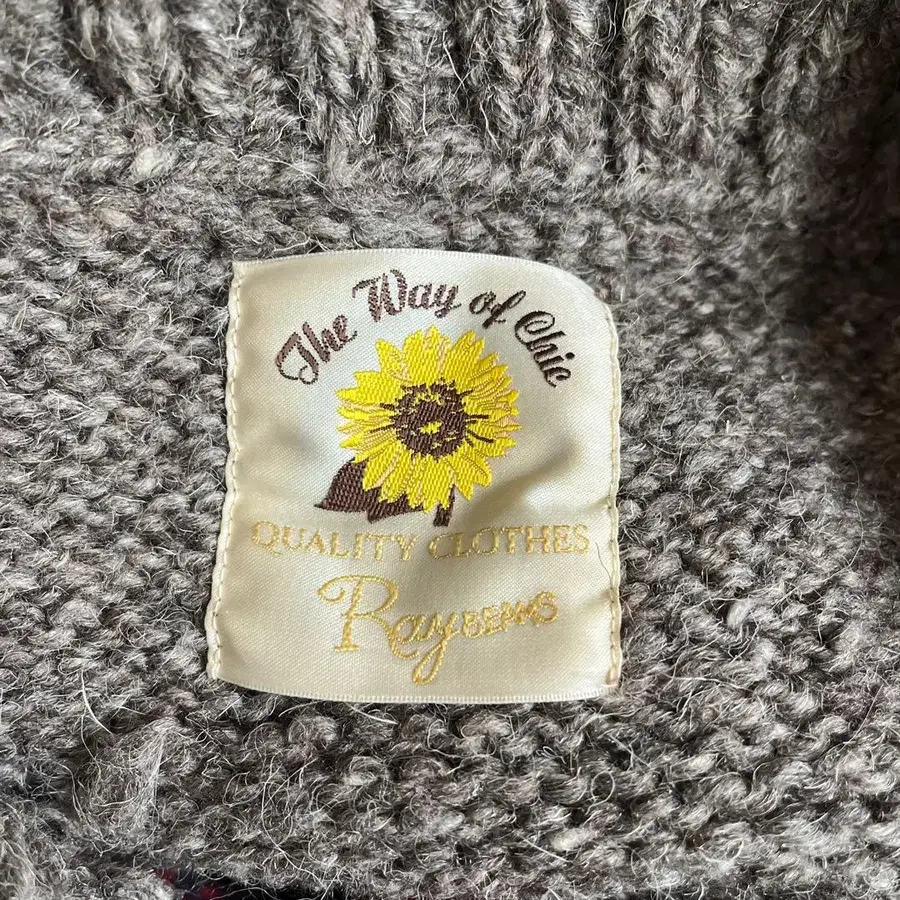 The Way of Chic
QUALITY CLOTHES
Ray BEAMS